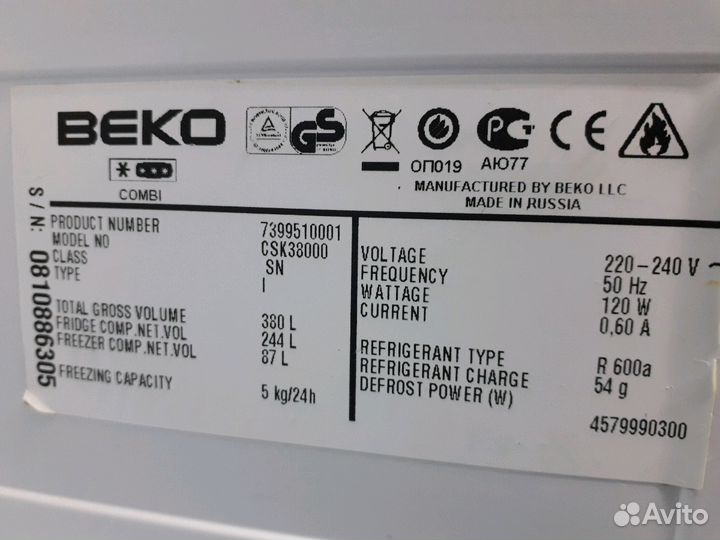 BEKO
COMBI
GS
ОП019
АЮ77
MANUFACTURED BY BEKO LLC
MADE IN RUSSIA
S / N: 0810886305
PRODUCT NUMBER 7399510001
MODEL NO CSK38000
CLASS SN
TYPE I
TOTAL GROSS VOLUME 380 L
FRIDGE COMP.NET.VOL 244 L
FREEZER COMP.NET.VOL 87 L
FREEZING CAPACITY 5 kg/24h
VOLTAGE 220-240 V ~
FREQUENCY 50 Hz
WATTAGE 120 W
CURRENT 0,60 A
REFRIGERANT TYPE R 600a
REFRIGERANT CHARGE 54 g
DEFROST POWER (W)
4579990300
Avito